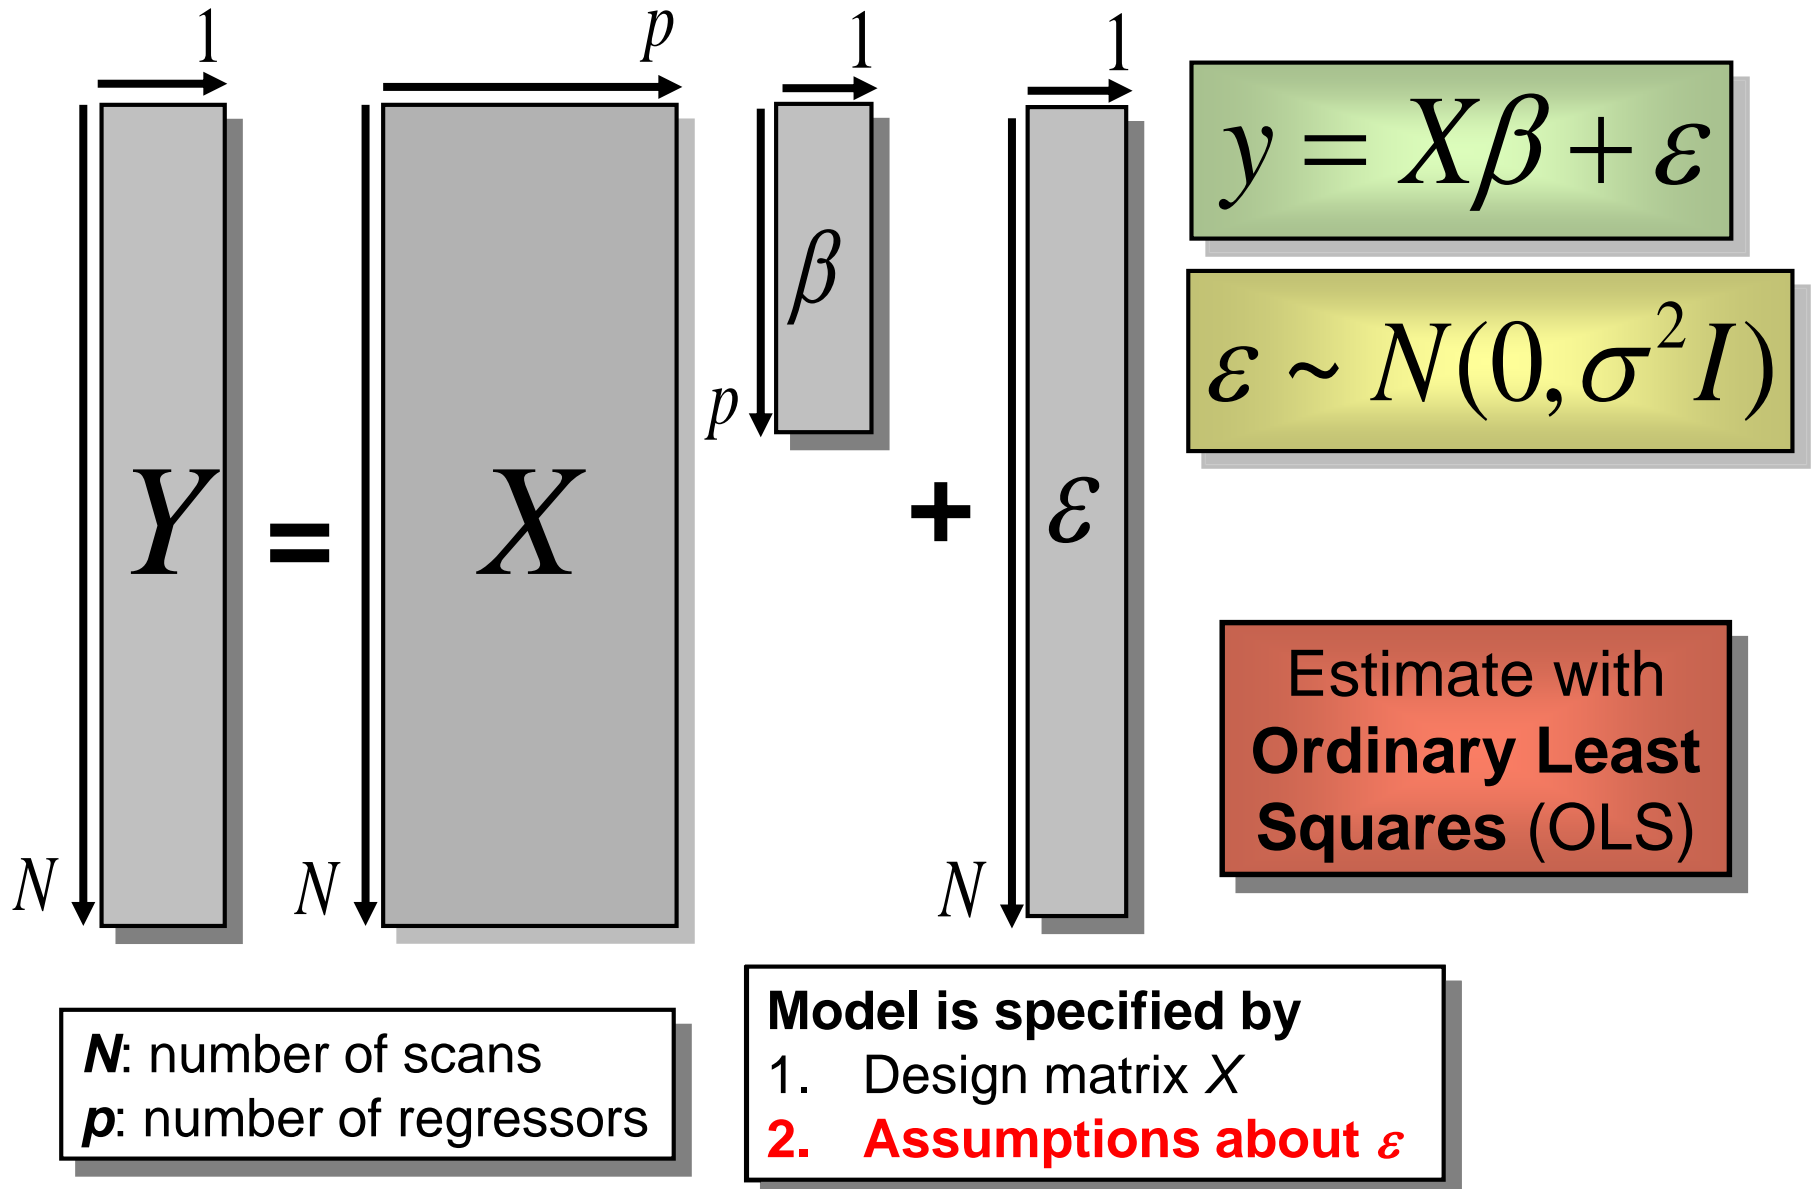 1
p
1
1
N
Y
=
N
X
p
β
+
N
ε
y = Xβ + ε
ε ~ N(0, σ² I)
Estimate with
Ordinary Least
Squares (OLS)
N: number of scans
p: number of regressors
Model is specified by
1. Design matrix X
2. Assumptions about ε